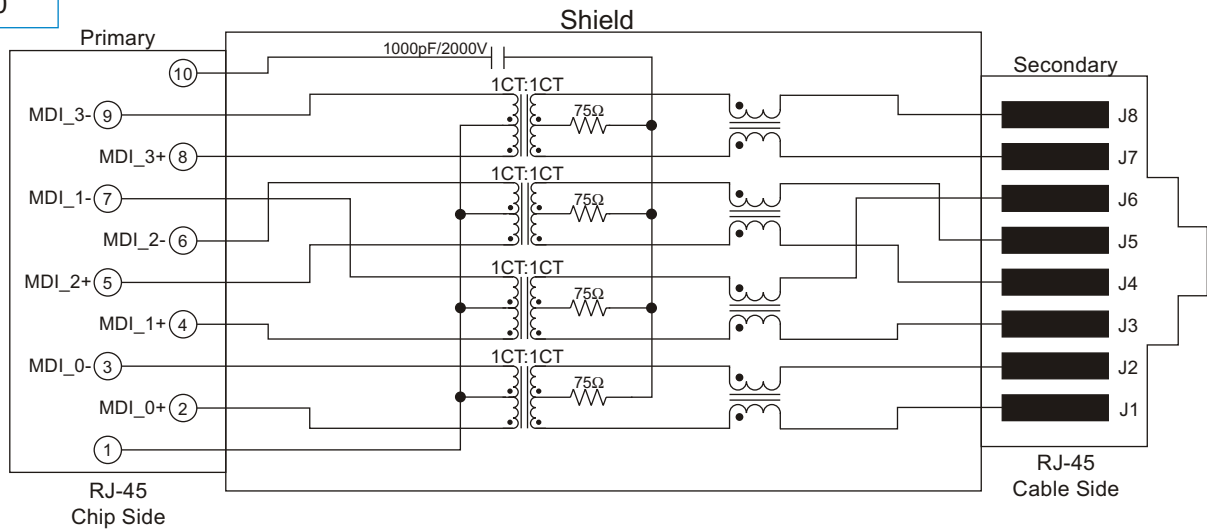 Shield
Primary
1000pF/2000V
Secondary
10
1CT:1CT
MDI_3- 9
75Ω
J8
MDI_3+ 8
J7
1CT:1CT
MDI_1- 7
75Ω
J6
MDI_2- 6
J5
1CT:1CT
MDI_2+ 5
75Ω
J4
MDI_1+ 4
J3
1CT:1CT
MDI_0- 3
75Ω
J2
MDI_0+ 2
J1
1
RJ-45
Chip Side
RJ-45
Cable Side